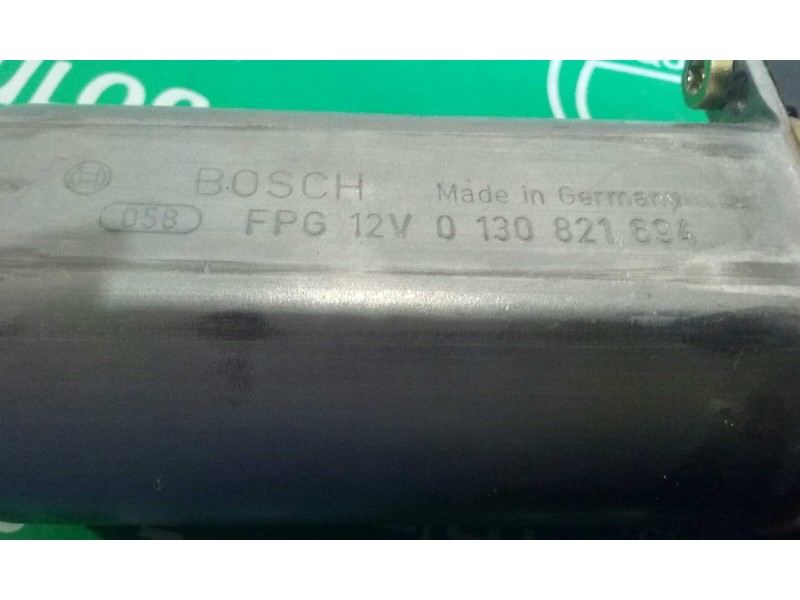 BOSCH Made in Germany
058 FPG 12V 0 130 821 694